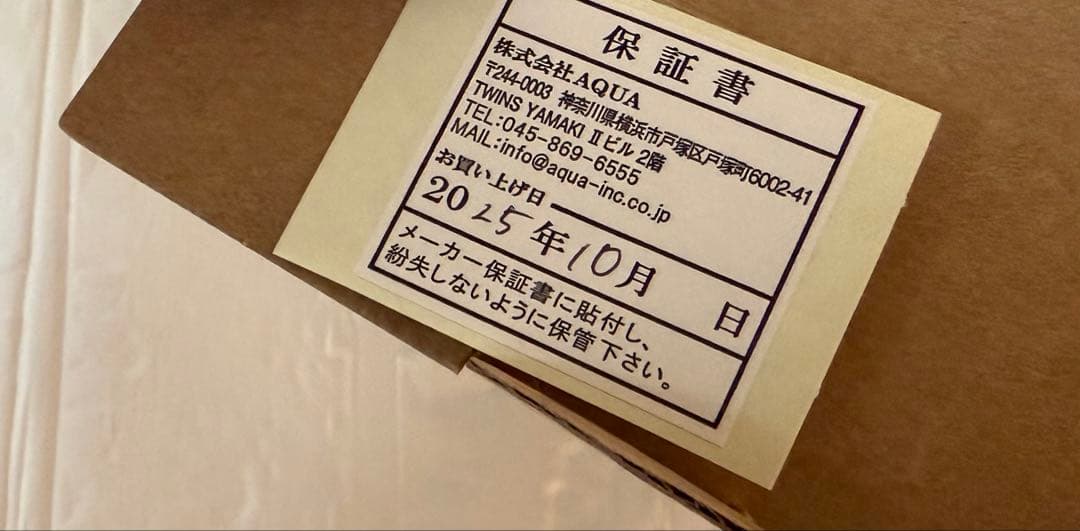 保証書
株式会社AQUA
〒244-0003 神奈川県横浜市戸塚区戸塚町6002-41
TWINS YAMAKI Ⅱビル 2階
TEL:045-869-6555
MAIL:info@aqua-inc.co.jp
お買い上げ日
2025年10月 日
メーカー保証書に貼付し、
紛失しないように保管下さい。